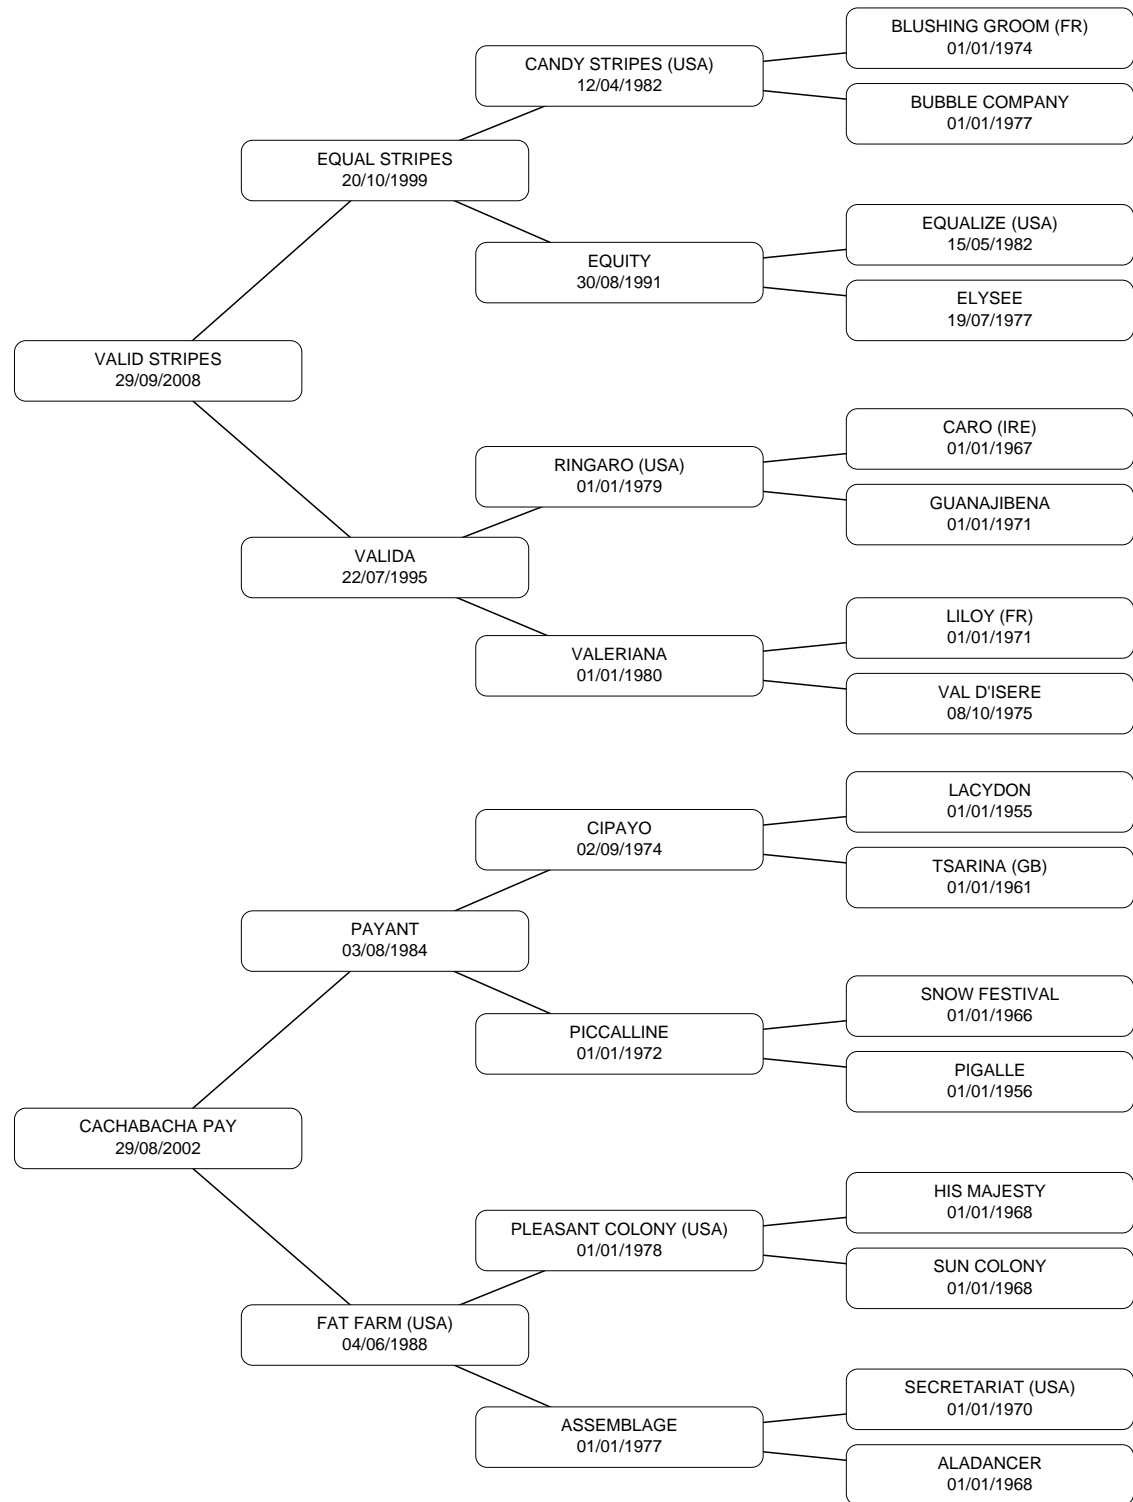 BLUSHING GROOM (FR)
01/01/1974
CANDY STRIPES (USA)
12/04/1982
BUBBLE COMPANY
01/01/1977
EQUAL STRIPES
20/10/1999
EQUALIZE (USA)
15/05/1982
EQUITY
30/08/1991
ELYSEE
19/07/1977
VALID STRIPES
29/09/2008
CARO (IRE)
01/01/1967
RINGARO (USA)
01/01/1979
GUANAJIBENA
01/01/1971
VALIDA
22/07/1995
LILOY (FR)
01/01/1971
VALERIANA
01/01/1980
VAL D'ISERE
08/10/1975
LACYDON
01/01/1955
CIPAYO
02/09/1974
TSARINA (GB)
01/01/1961
PAYANT
03/08/1984
SNOW FESTIVAL
01/01/1966
PICCALLINE
01/01/1972
PIGALLE
01/01/1956
CACHABACHA PAY
29/08/2002
HIS MAJESTY
01/01/1968
PLEASANT COLONY (USA)
01/01/1978
SUN COLONY
01/01/1968
FAT FARM (USA)
04/06/1988
SECRETARIAT (USA)
01/01/1970
ASSEMBLAGE
01/01/1977
ALADANCER
01/01/1968